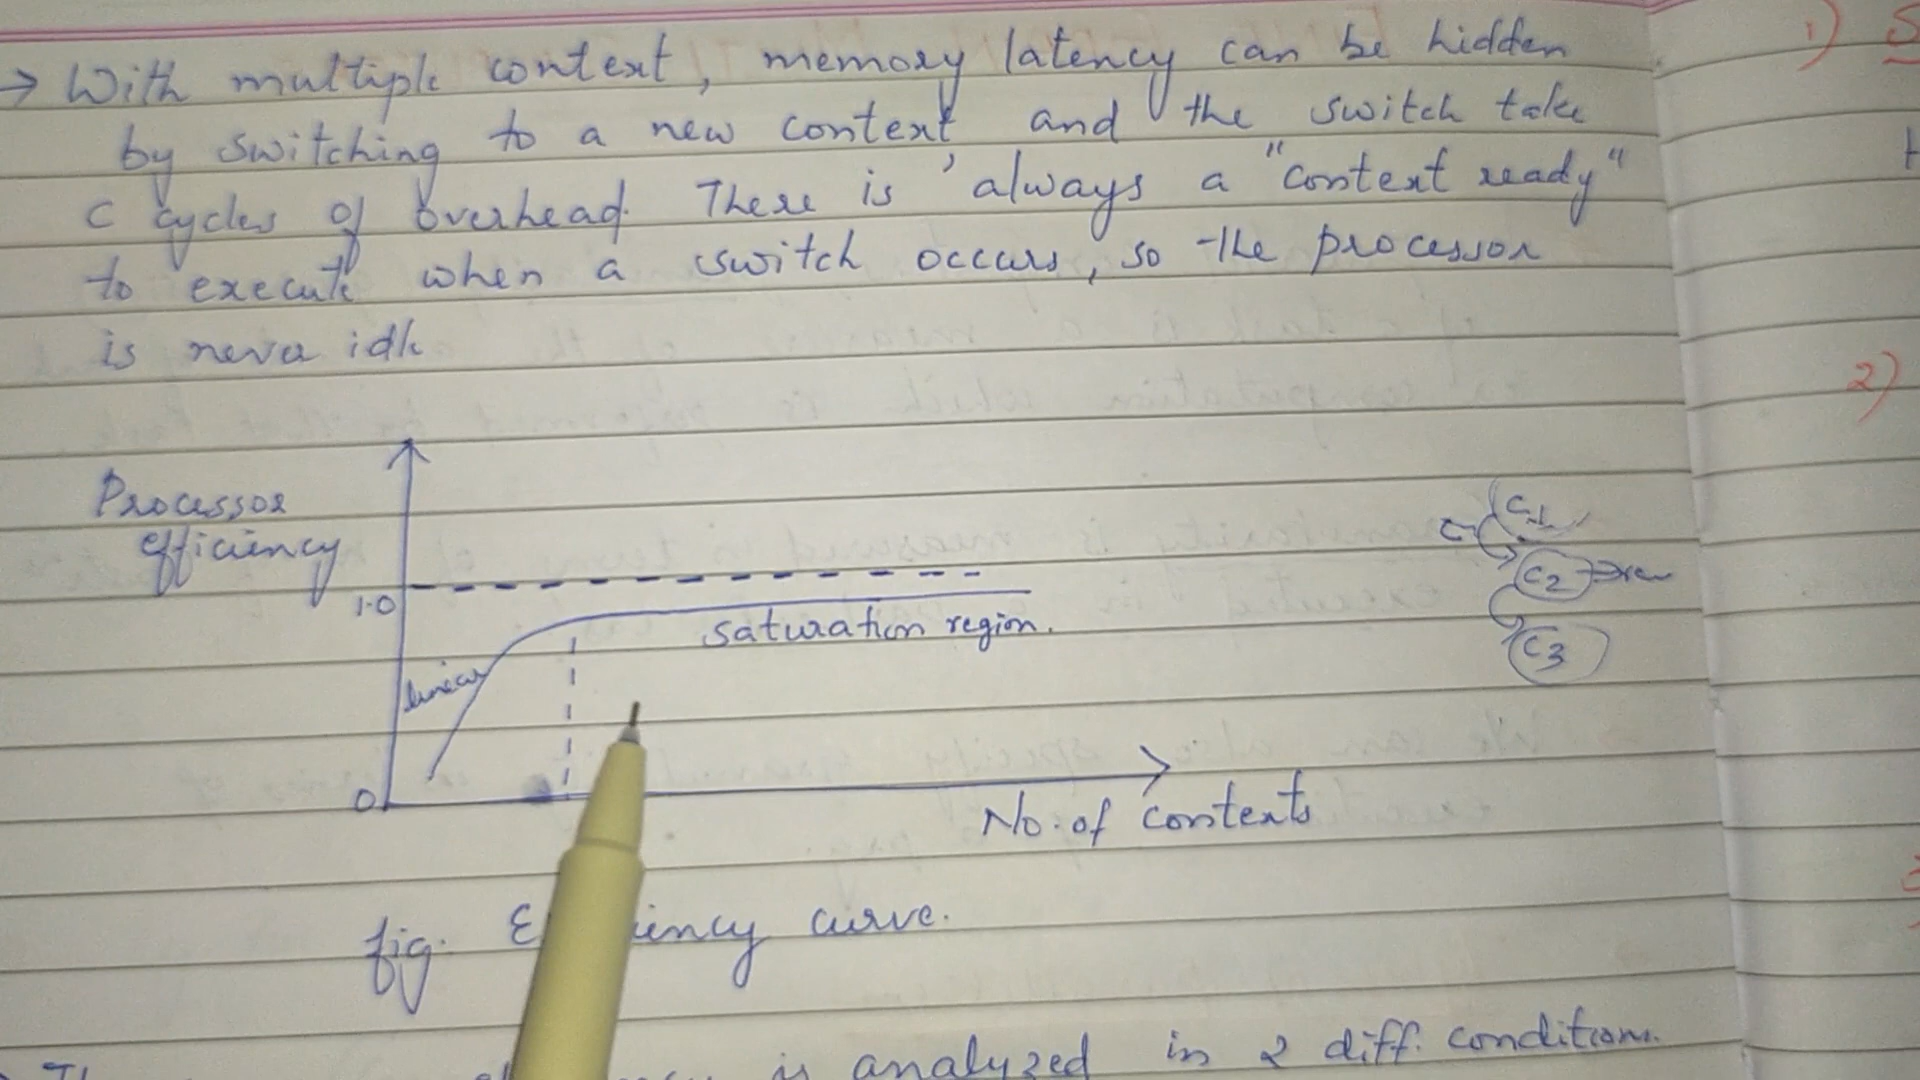 → With multiple context, memory latency can be hidden
by switching to a new context and the switch take
C cycles of overhead. There is always a "context ready"
to execute when a switch occurs, so the processor
is never idle
Processor
efficiency
1.0
linear
saturation region.
0
No. of contexts
C
C1
C2
C3
fig. curve.
is analyzed in 2 diff. conditions.
1)
2)